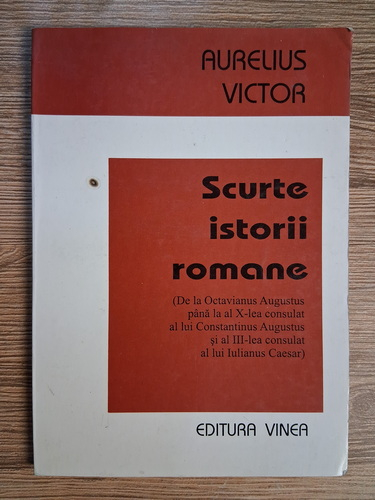 AURELIUS
VICTOR
Scurte
istorii
romane
(De la Octavianus Augustus
până la al X-lea consulat
al lui Constantinus Augustus
și al III-lea consulat
al lui Iulianus Caesar)
EDITURA VINEA